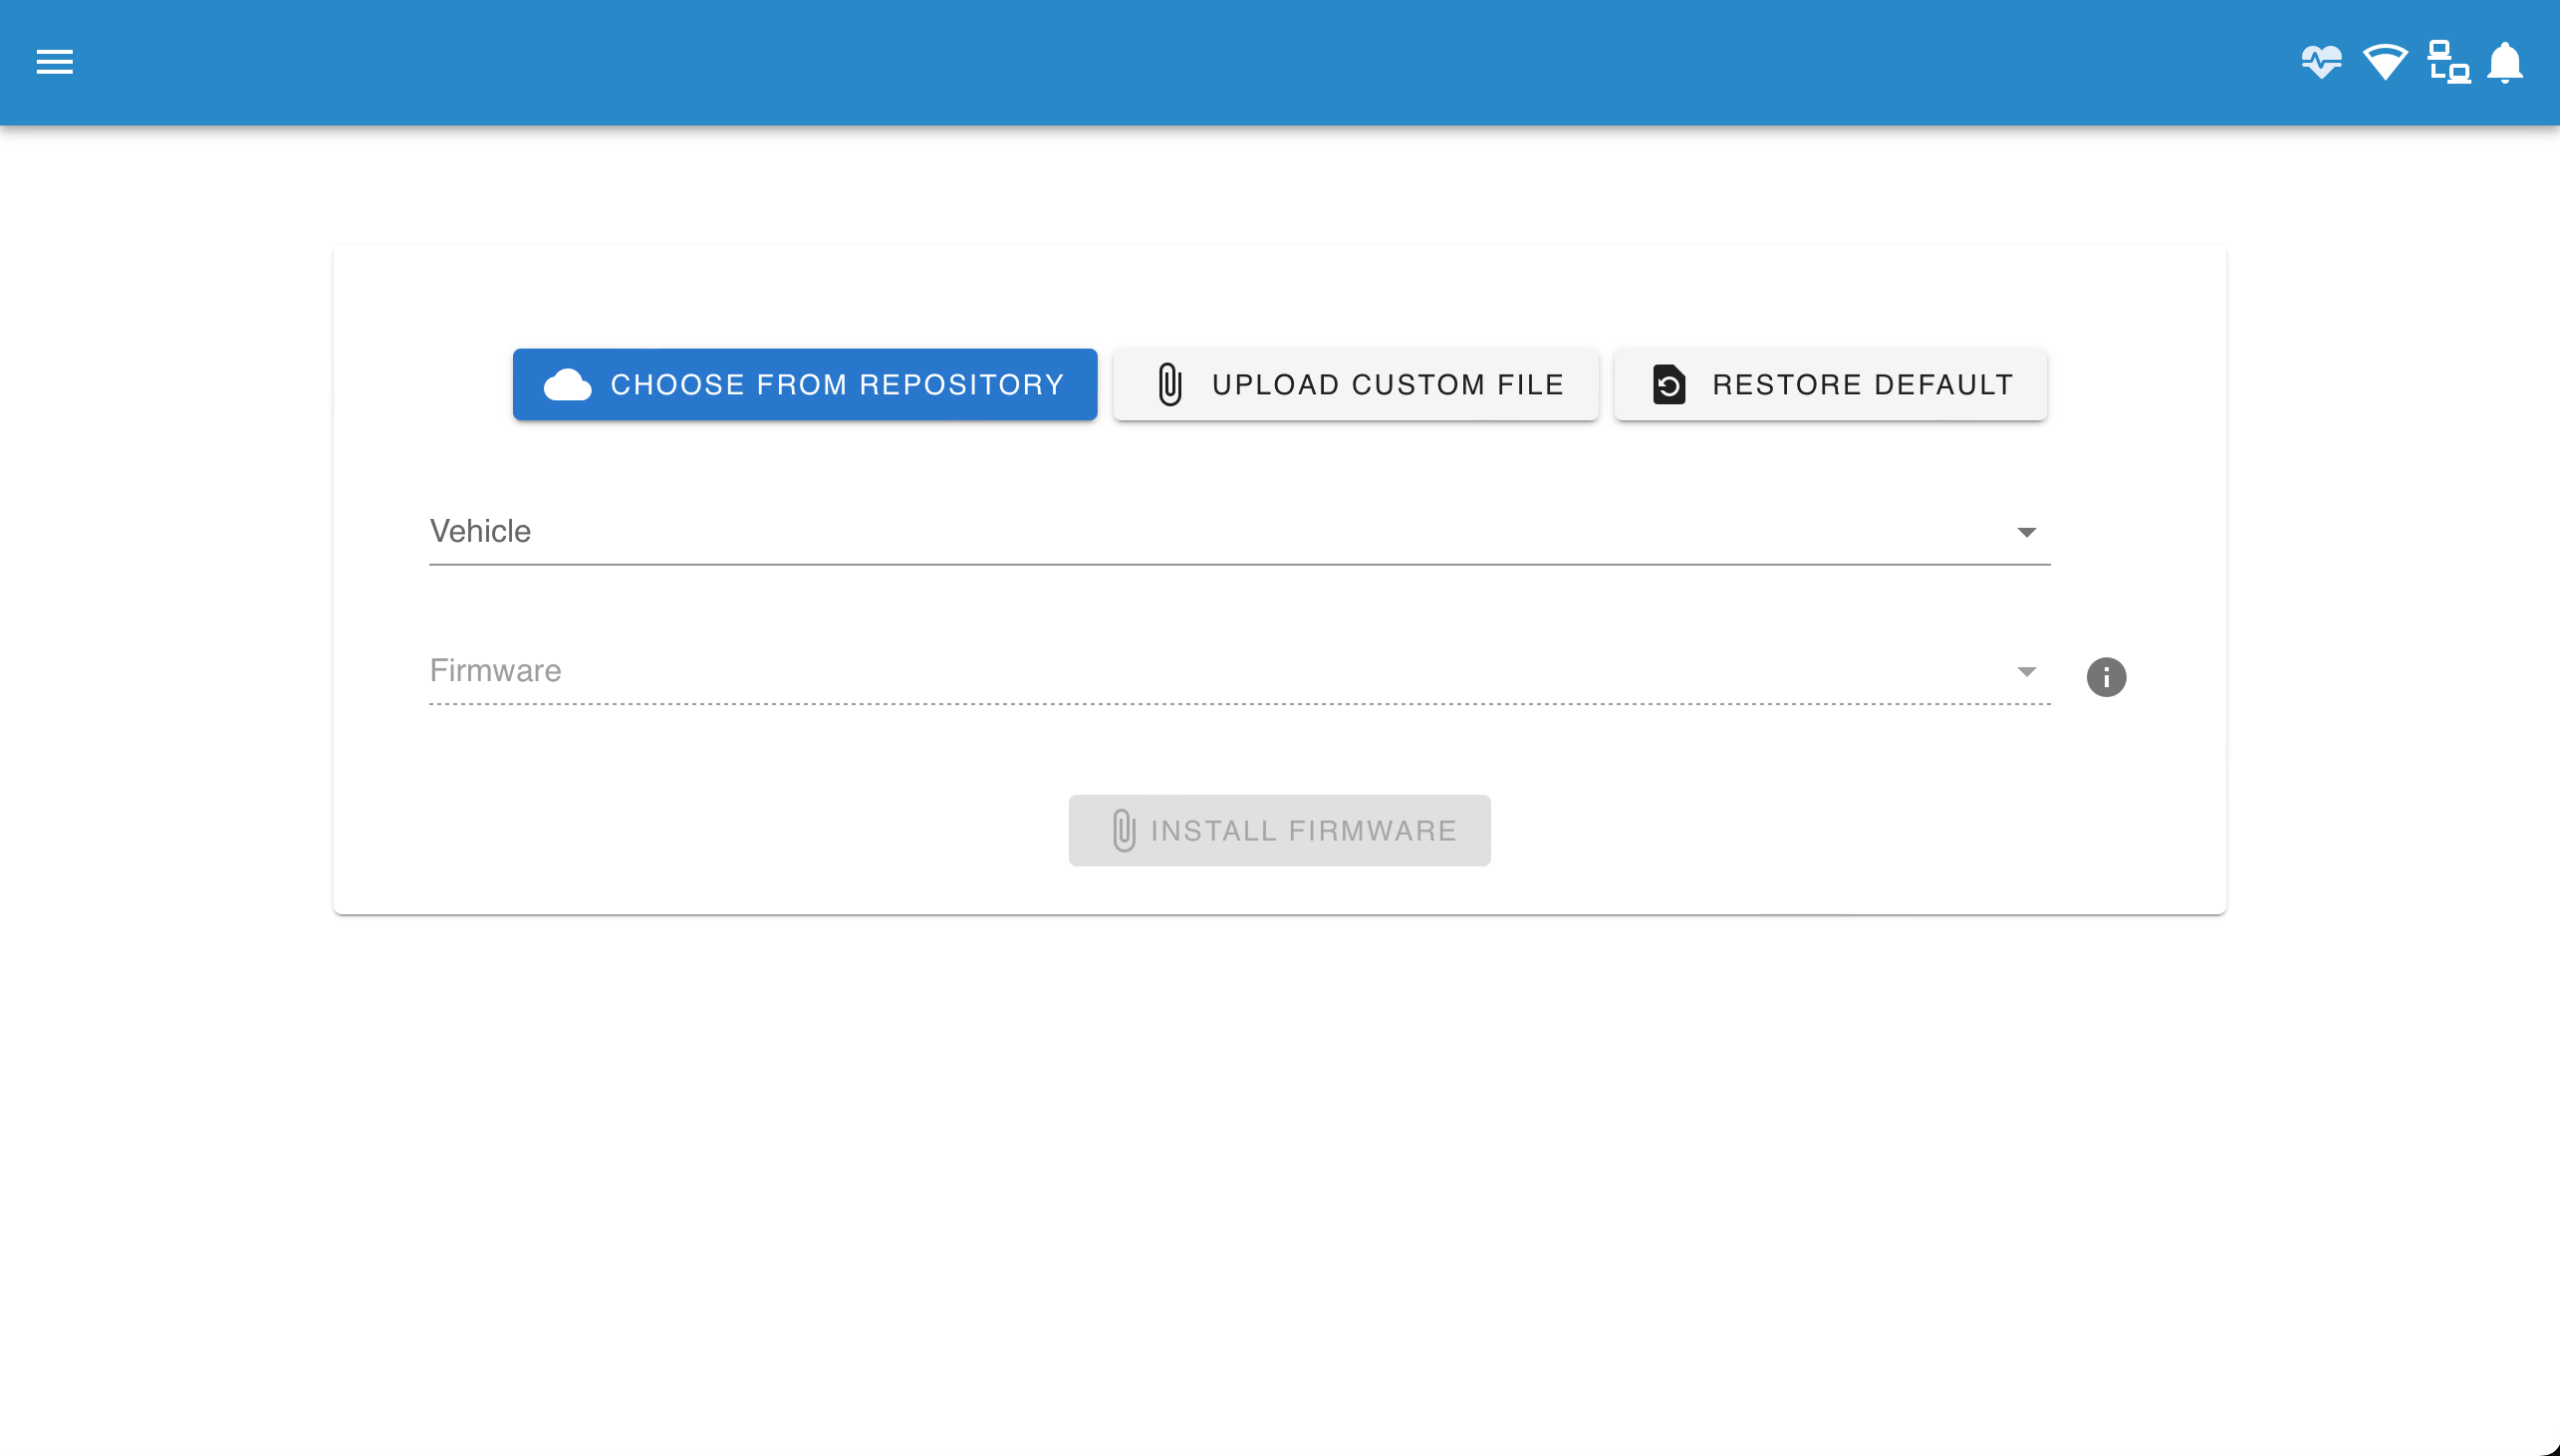 CHOOSE FROM REPOSITORY UPLOAD CUSTOM FILE RESTORE DEFAULT
Vehicle
Firmware
INSTALL FIRMWARE